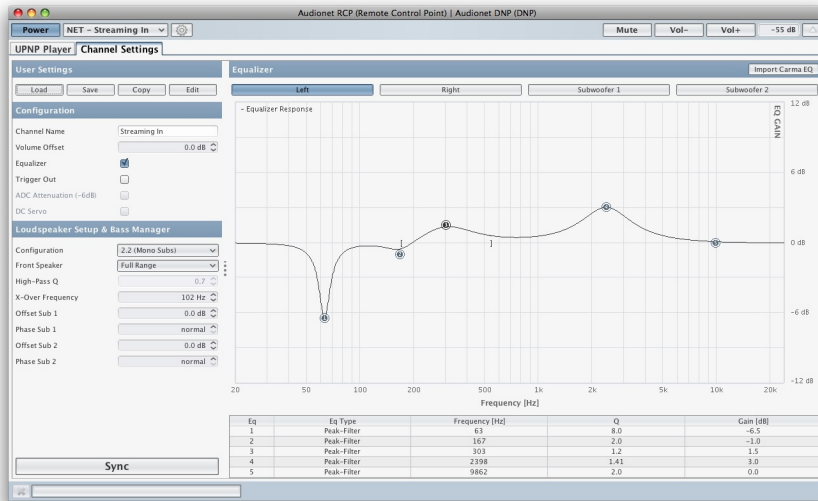 Audionet RCP (Remote Control Point) | Audionet DNP (DNP)
Power NET – Streaming In Mute Vol– Vol+ –55 dB
UPNP Player Channel Settings
User Settings
Load Save Copy Edit
Configuration
Channel Name Streaming In
Volume Offset 0.0 dB
Equalizer
Trigger Out
ADC Attenuation (–6dB)
DC Servo
Loudspeaker Setup & Bass Manager
Configuration 2.2 (Mono Subs)
Front Speaker Full Range
High-Pass Q 0.7
X-Over Frequency 102 Hz
Offset Sub 1 0.0 dB
Phase Sub 1 normal
Offset Sub 2 0.0 dB
Phase Sub 2 normal
Sync
Equalizer Import Carma EQ
Left Right Subwoofer 1 Subwoofer 2
– Equalizer Response
EQ GAIN
12 dB
6 dB
0 dB
–6 dB
–12 dB
3
4
[ ]
2
5
1
20 50 100 200 500 1k 2k 5k 10k 20k
Frequency [Hz]
Eq Eq Type Frequency [Hz] Q Gain [dB]
1 Peak-Filter 63 8.0 –6.5
2 Peak-Filter 167 2.0 –1.0
3 Peak-Filter 303 1.2 1.5
4 Peak-Filter 2398 1.41 3.0
5 Peak-Filter 9862 2.0 0.0